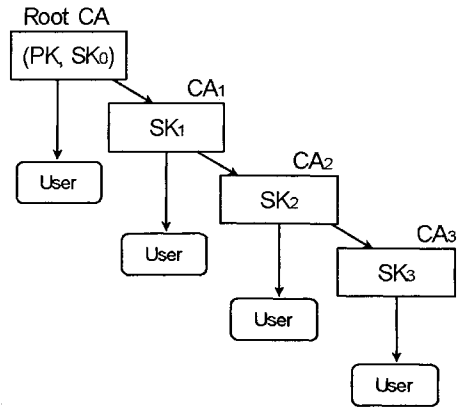 Root CA
(PK, SK₀)
CA₁
SK₁
User
CA₂
SK₂
User
CA₃
SK₃
User
User